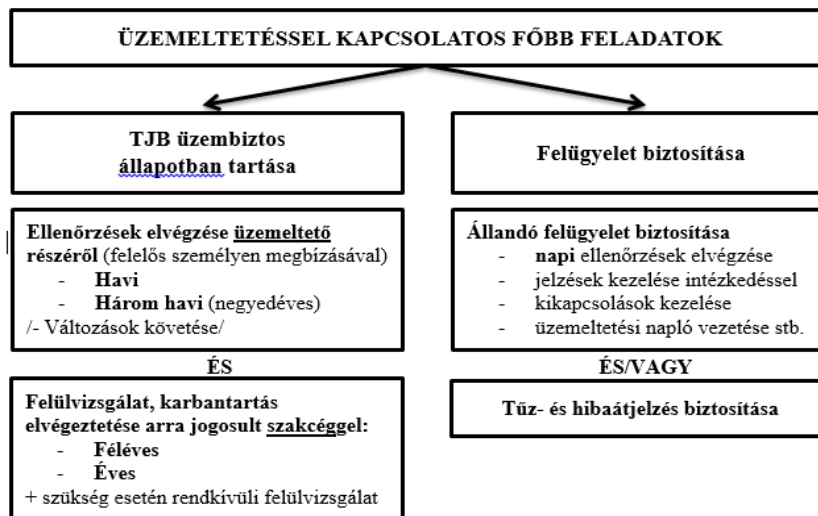 ÜZEMELTETÉSSEL KAPCSOLATOS FŐBB FELADATOK
TJB üzembiztos
állapotban tartása
Ellenőrzések elvégzése üzemeltető
részéről (felelős személyen megbízásával)
- Havi
- Három havi (negyedéves)
/- Változások követése/
ÉS
Felülvizsgálat, karbantartás
elvégeztetése arra jogosult szakcéggel:
- Féléves
- Éves
+ szükség esetén rendkívüli felülvizsgálat
Felügyelet biztosítása
Állandó felügyelet biztosítása
- napi ellenőrzések elvégzése
- jelzések kezelése intézkedéssel
- kikapcsolások kezelése
- üzemeltetési napló vezetése stb.
ÉS/VAGY
Tűz- és hibaátjelzés biztosítása